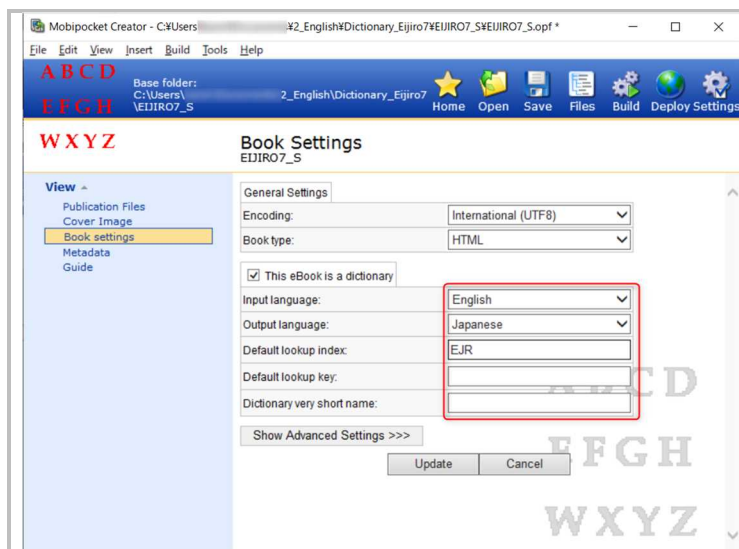 Mobipocket Creator - C:¥Users ¥2_English¥Dictionary_Eijiro7¥EIJIRO7_S¥EIJIRO7_S.opf *
File Edit View Insert Build Tools Help
A B C D
E F G H
Base folder:
C:\Users\ 2_English\Dictionary_Eijiro7
\EIJIRO7_S
Home Open Save Files Build Deploy Settings
W X Y Z
Book Settings
EIJIRO7_S
View
Publication Files
Cover Image
Book settings
Metadata
Guide
General Settings
Encoding: International (UTF8)
Book type: HTML
This eBook is a dictionary
Input language: English
Output language: Japanese
Default lookup index: EJR
Default lookup key:
Dictionary very short name:
Show Advanced Settings >>>
Update Cancel
A B C D
E F G H
W X Y Z